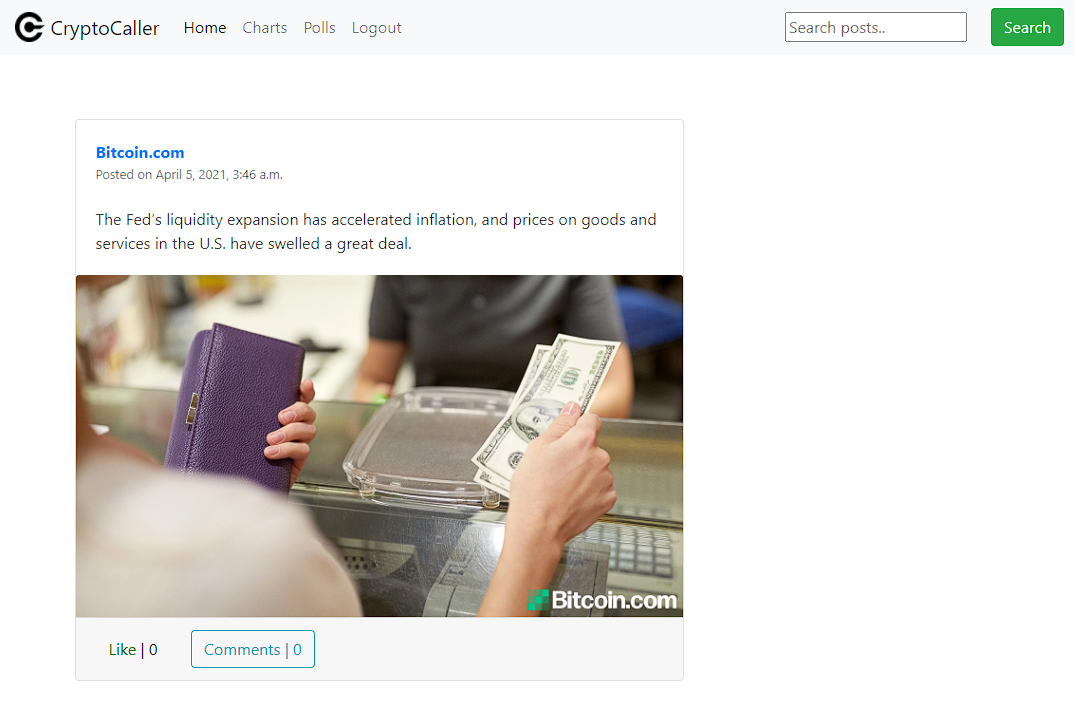 CryptoCaller Home Charts Polls Logout Search posts.. Search
Bitcoin.com
Posted on April 5, 2021, 3:46 a.m.
The Fed's liquidity expansion has accelerated inflation, and prices on goods and
services in the U.S. have swelled a great deal.
Bitcoin.com
Like | 0 Comments | 0